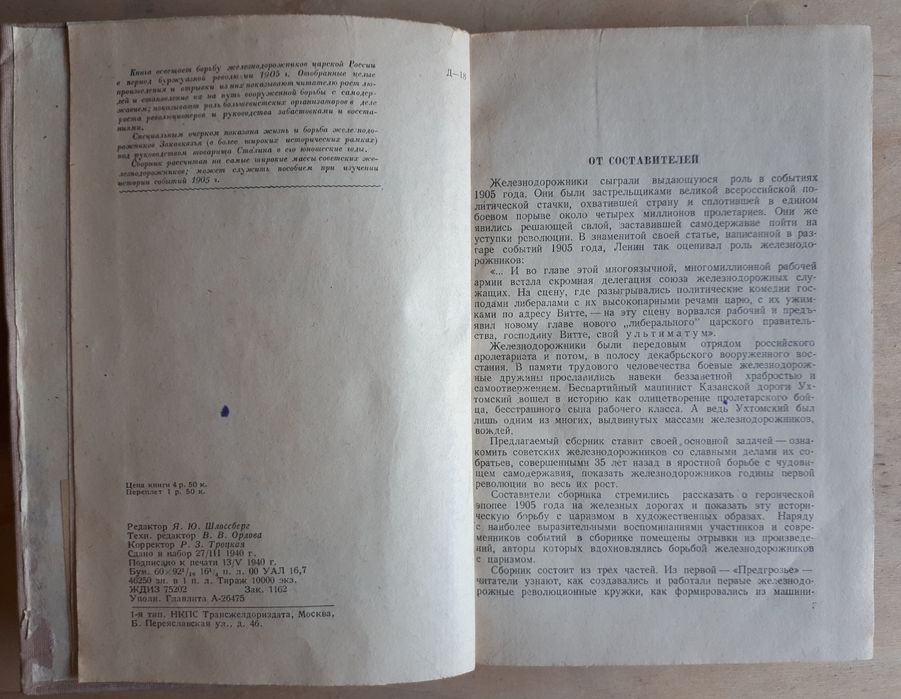 Книга освещает борьбу железнодорожников царской России
в период буржуазной революции 1905 г. Отобранные целые
произведения и отрывки из них показывают читателю рост лю-
дей и становление их на путь вооруженной борьбы с самодер-
жавием; показывают роль большевистских организаторов в деле
роста революционеров и руководства забастовками и восста-
ниями.
Специальным очерком показана жизнь и борьба железнодо-
рожников Закавказья (в более широких исторических рамках)
под руководством товарища Сталина в его юношеские годы.
Сборник рассчитан на самые широкие массы советских же-
лезнодорожников; может служить пособием при изучении
истории событий 1905 г.
Д—18
Цена книги 4 р. 50 к.
Переплет 1 р. 50 к.
Редактор Я. Ю. Шлоссберг
Техн. редактор В. В. Орлова
Корректор Р. З. Троцкая
Сдано в набор 27/III 1940 г.
Подписано к печати 13/V 1940 г.
Бум. 60×92¹/₁₆ 16¹/₄ п. л. 00 УАЛ 16,7
46250 зн. в 1 п. л. Тираж 10000 экз.
ЖДИЗ 75202 Зак. 1162
Уполн. Главлита А-26475
1-я тип. НКПС Трансжелдориздата, Москва,
Б. Переяславская ул., д. 46.
ОТ СОСТАВИТЕЛЕЙ
Железнодорожники сыграли выдающуюся роль в событиях
1905 года. Они были застрельщиками великой всероссийской по-
литической стачки, охватившей страну и сплотившей в едином
боевом порыве около четырех миллионов пролетариев. Они же
явились решающей силой, заставившей самодержавие пойти на
уступки революции. В знаменитой своей статье, написанной в раз-
гаре событий 1905 года, Ленин так оценивал роль железнодо-
рожников:
«... И во главе этой многоязычной, многомиллионной рабочей
армии встала скромная делегация союза железнодорожных слу-
жащих. На сцену, где разыгрывались политические комедии гос-
подами либералами с их высокопарными речами царю, с их ужим-
ками по адресу Витте, — на эту сцену ворвался рабочий и предъ-
явил новому главе нового „либерального" царского правитель-
ства, господину Витте, свой ультиматум».
Железнодорожники были передовым отрядом российского
пролетариата и потом, в полосу декабрьского вооруженного вос-
стания. В памяти трудового человечества боевые железнодорож-
ные дружины прославились навеки беззаветной храбростью и
самоотвержением. Беспартийный машинист Казанской дороги Ух-
томский вошел в историю как олицетворение пролетарского бой-
ца, бесстрашного сына рабочего класса. А ведь Ухтомский был
лишь одним из многих, выдвинутых массами железнодорожников,
вождей.
Предлагаемый сборник ставит своей основной задачей — озна-
комить советских железнодорожников со славными делами их со-
братьев, совершенными 35 лет назад в яростной борьбе с чудови-
щем самодержавия, показать железнодорожников годины первой
революции во весь их рост.
Составители сборника стремились рассказать о героической
эпопее 1905 года на железных дорогах и показать эту истори-
ческую борьбу с царизмом в художественных образах. Наряду
с наиболее выразительными воспоминаниями участников и совре-
менников событий в сборнике помещены отрывки из произведе-
ний, авторы которых вдохновлялись борьбой железнодорожников
с царизмом.
Сборник состоит из трех частей. Из первой — «Предгрозье» —
читатели узнают, как создавались и работали первые железнодо-
рожные революционные кружки, как формировались из машини-